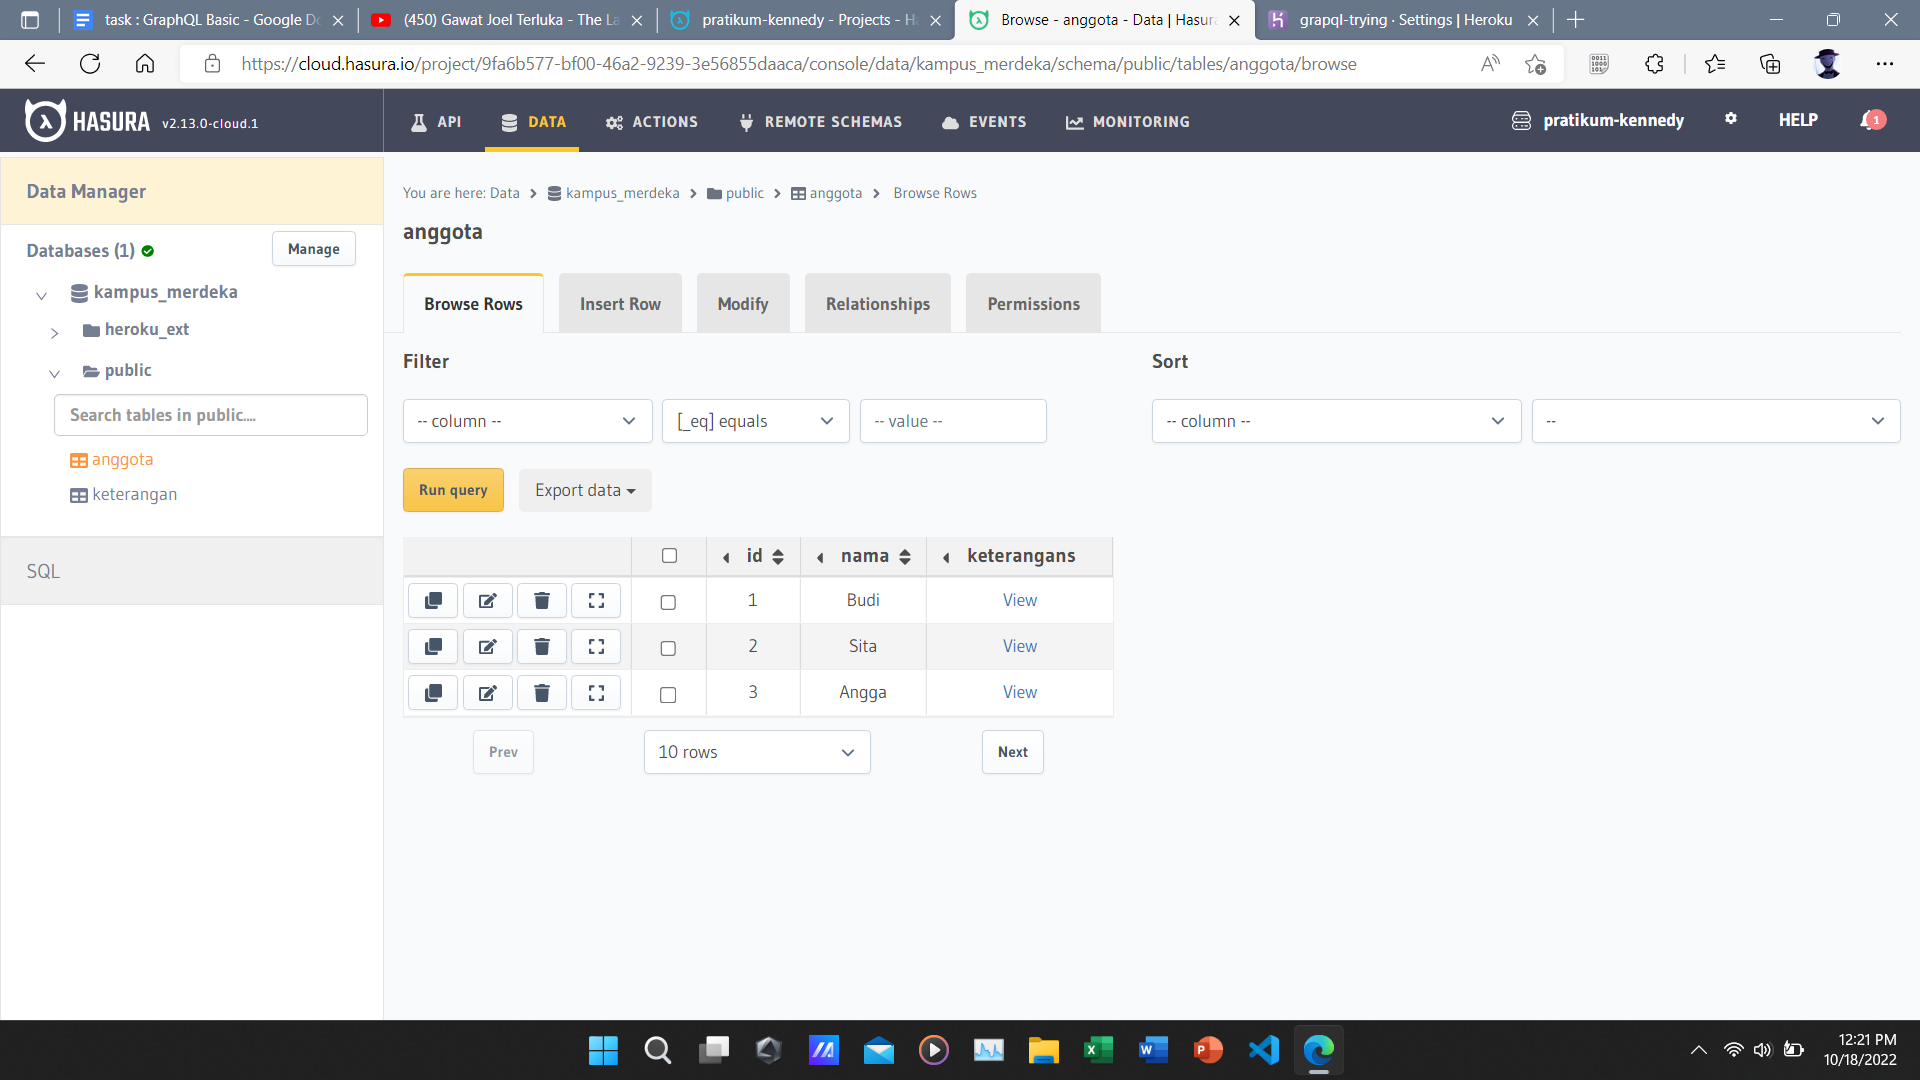 task : GraphQL Basic - Google Do
(450) Gawat Joel Terluka - The La
pratikum-kennedy - Projects - Ha
Browse - anggota - Data | Hasura
grapql-trying · Settings | Heroku
https://cloud.hasura.io/project/9fa6b577-bf00-46a2-9239-3e56855daaca/console/data/kampus_merdeka/schema/public/tables/anggota/browse
HASURA v2.13.0-cloud.1
API
DATA
ACTIONS
REMOTE SCHEMAS
EVENTS
MONITORING
pratikum-kennedy
HELP
1
Data Manager
Databases (1)
Manage
kampus_merdeka
heroku_ext
public
Search tables in public....
anggota
keterangan
SQL
You are here: Data > kampus_merdeka > public > anggota > Browse Rows
anggota
Browse Rows
Insert Row
Modify
Relationships
Permissions
Filter
Sort
-- column --
[_eq] equals
-- value --
-- column --
--
Run query
Export data
id nama keterangans
1 Budi View
2 Sita View
3 Angga View
Prev
10 rows
Next
12:21 PM
10/18/2022